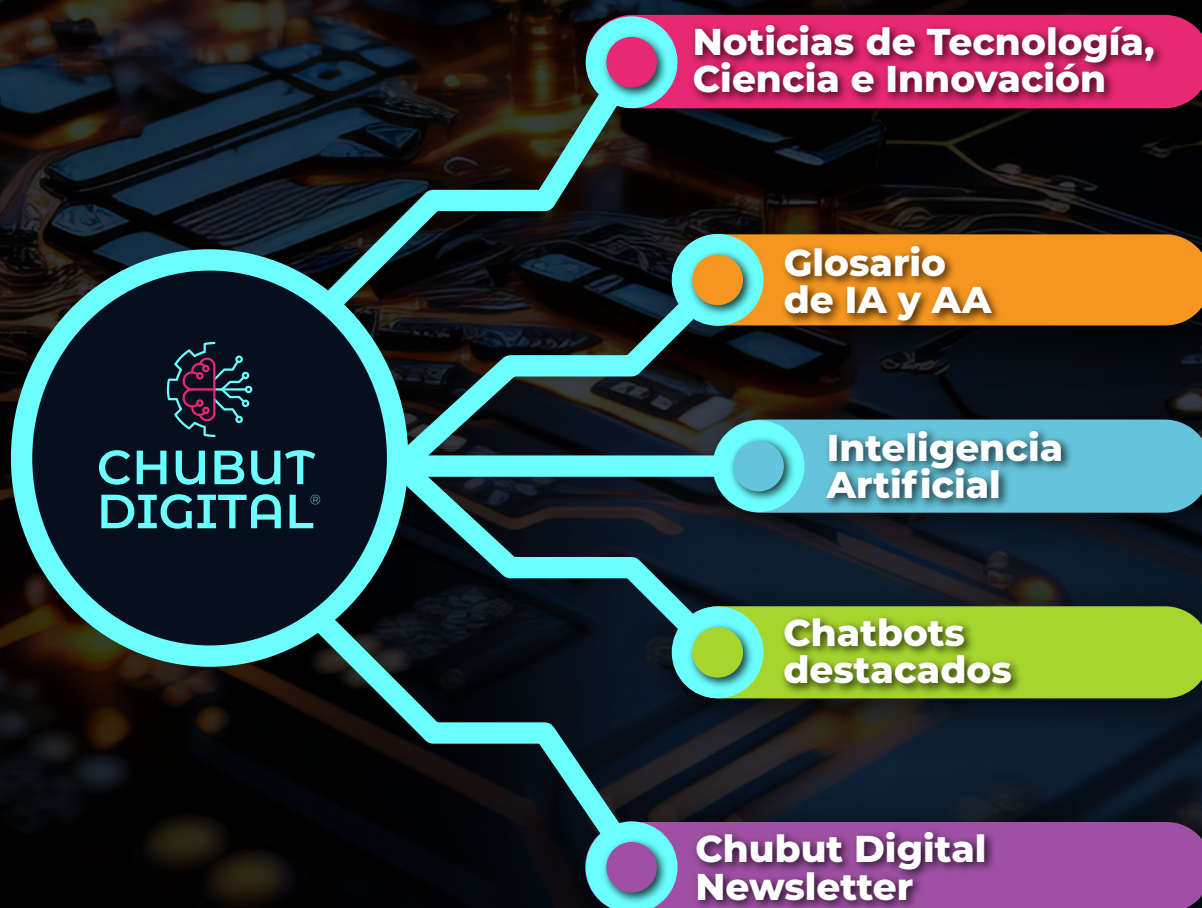 Noticias de Tecnología,
Ciencia e Innovación
Glosario
de IA y AA
CHUBUT
DIGITAL®
Inteligencia
Artificial
Chatbots
destacados
Chubut Digital
Newsletter